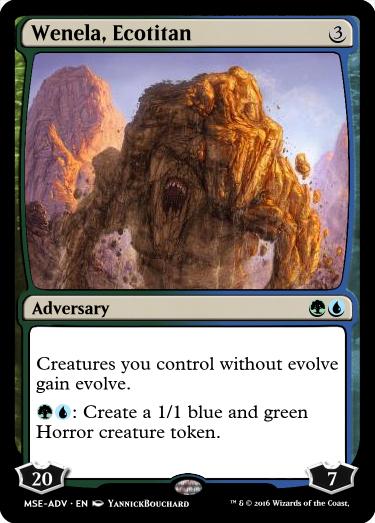 Wenela, Ecotitan 3
Adversary
Creatures you control without evolve
gain evolve.
: Create a 1/1 blue and green
Horror creature token.
20
7
MSE-ADV · EN YANNICKBOUCHARD
™ & © 2016 Wizards of the Coast,